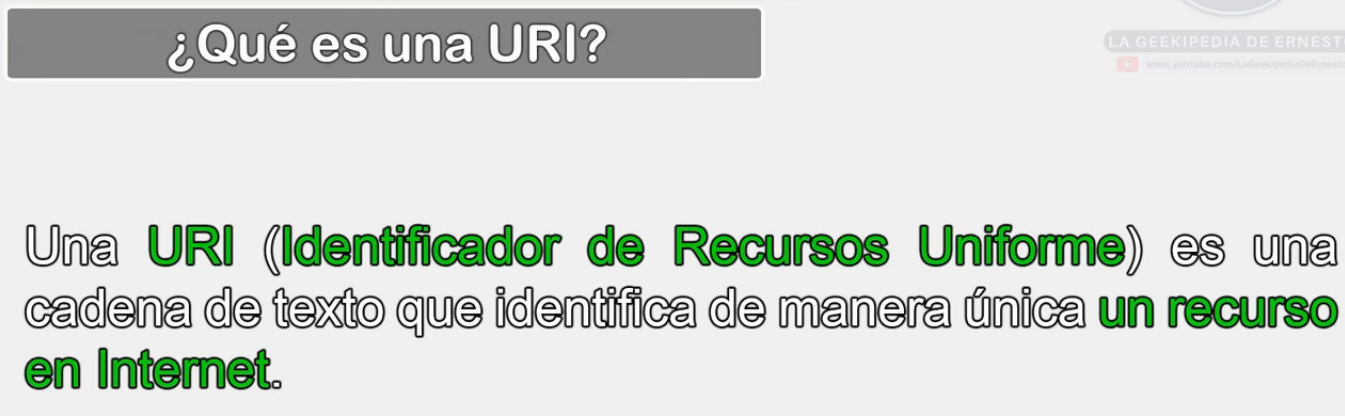 ¿Qué es una URI?
LA GEEKIPEDIA DE ERNEST
www.youtube.com/LaGeekipediaDeErnesto
Una URI (Identificador de Recursos Uniforme) es una
cadena de texto que identifica de manera única un recurso
en Internet.